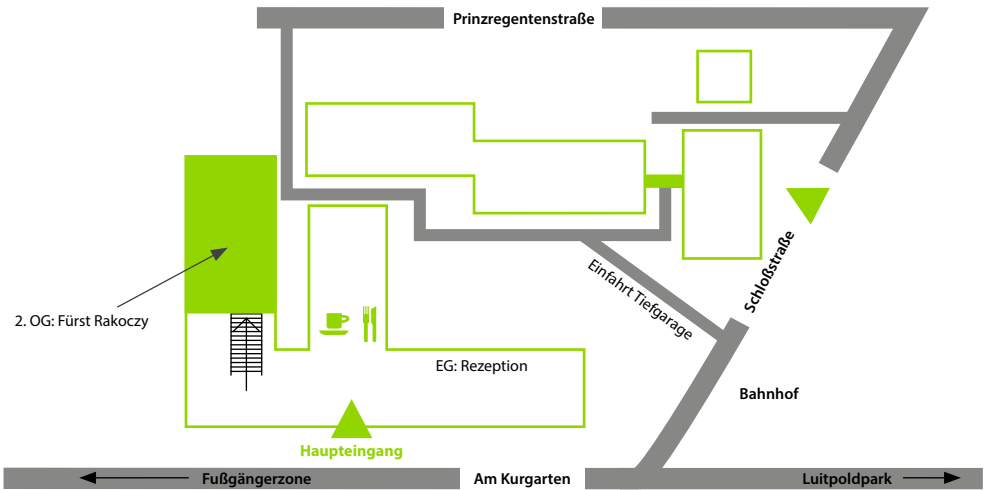 Prinzregentenstraße
Schloßstraße
Einfahrt Tiefgarage
2. OG: Fürst Rakoczy
EG: Rezeption
Bahnhof
Haupteingang
Fußgängerzone
Am Kurgarten
Luitpoldpark